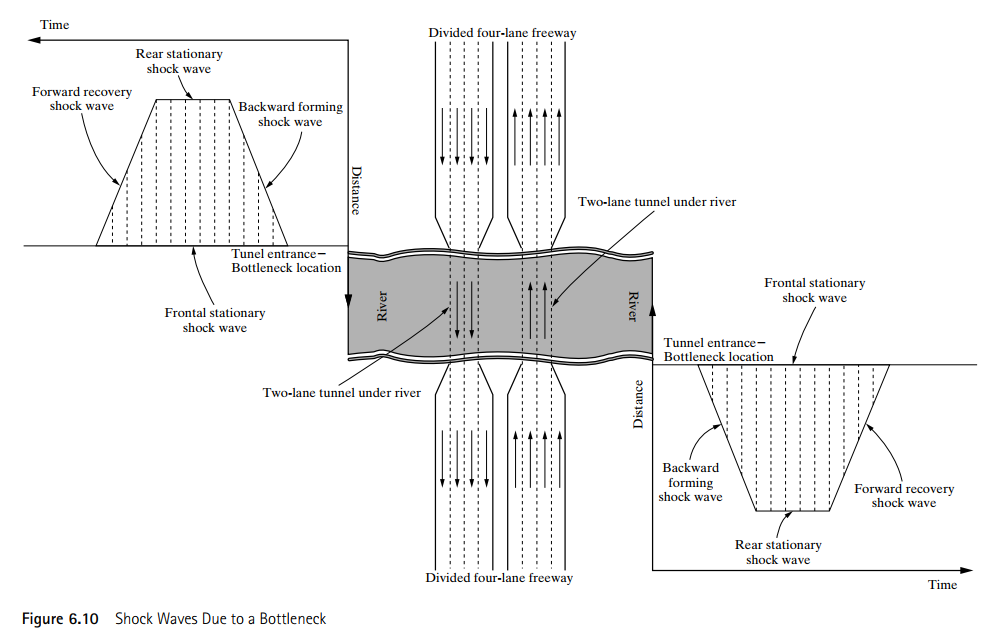 Time
Rear stationary
shock wave
Forward recovery
shock wave
Backward forming
shock wave
Distance
Tunel entrance–
Bottleneck location
Frontal stationary
shock wave
Divided four-lane freeway
Two-lane tunnel under river
River
River
Two-lane tunnel under river
Divided four-lane freeway
Frontal stationary
shock wave
Tunnel entrance–
Bottleneck location
Distance
Backward
forming
shock wave
Forward recovery
shock wave
Rear stationary
shock wave
Time
Figure 6.10 Shock Waves Due to a Bottleneck